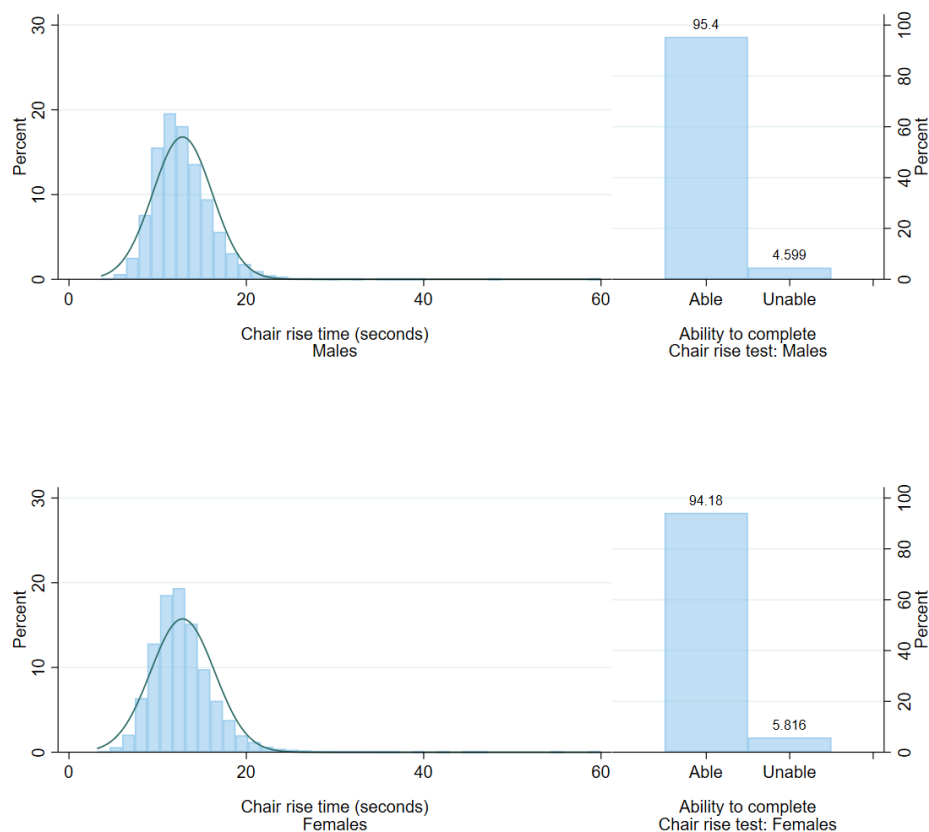 30
20
10
0
Percent
0
20
40
60
Chair rise time (seconds)
Males
95.4
4.599
100
80
60
40
20
0
Percent
Able
Unable
Ability to complete
Chair rise test: Males
30
20
10
0
Percent
0
20
40
60
Chair rise time (seconds)
Females
94.18
5.816
100
80
60
40
20
0
Percent
Able
Unable
Ability to complete
Chair rise test: Females